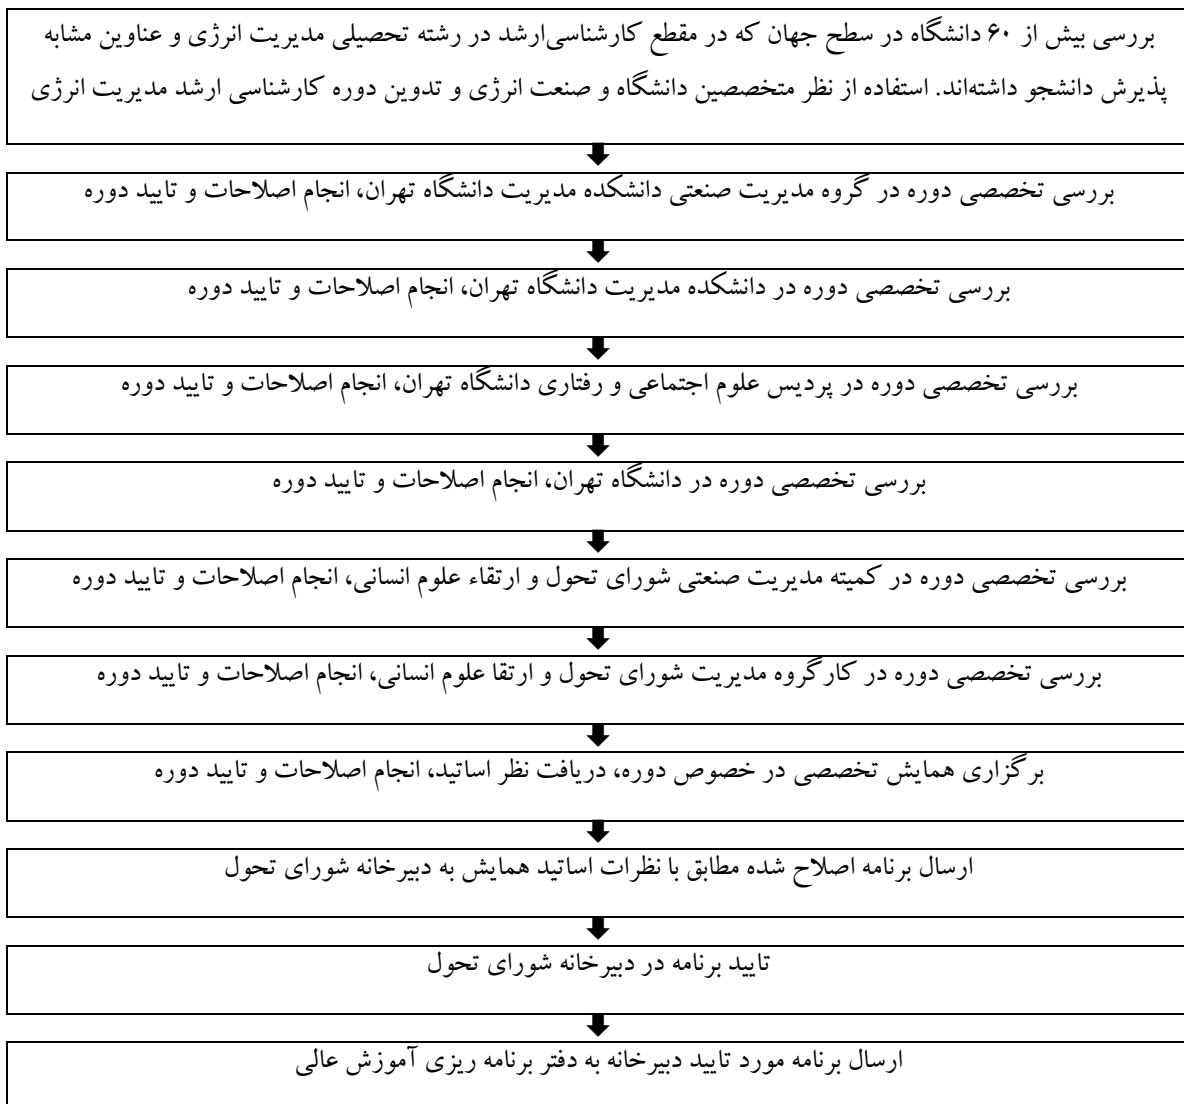 بررسی بیش از ۶۰ دانشگاه در سطح جهان که در مقطع کارشناسی‌ارشد در رشته تحصیلی مدیریت انرژی و عناوین مشابه
پذیرش دانشجو داشته‌اند. استفاده از نظر متخصصین دانشگاه و صنعت انرژی و تدوین دوره کارشناسی ارشد مدیریت انرژی
بررسی تخصصی دوره در گروه مدیریت صنعتی دانشکده مدیریت دانشگاه تهران، انجام اصلاحات و تایید دوره
بررسی تخصصی دوره در دانشکده مدیریت دانشگاه تهران، انجام اصلاحات و تایید دوره
بررسی تخصصی دوره در پردیس علوم اجتماعی و رفتاری دانشگاه تهران، انجام اصلاحات و تایید دوره
بررسی تخصصی دوره در دانشگاه تهران، انجام اصلاحات و تایید دوره
بررسی تخصصی دوره در کمیته مدیریت صنعتی شورای تحول و ارتقاء علوم انسانی، انجام اصلاحات و تایید دوره
بررسی تخصصی دوره در کارگروه مدیریت شورای تحول و ارتقا علوم انسانی، انجام اصلاحات و تایید دوره
برگزاری همایش تخصصی در خصوص دوره، دریافت نظر اساتید، انجام اصلاحات و تایید دوره
ارسال برنامه اصلاح شده مطابق با نظرات اساتید همایش به دبیرخانه شورای تحول
تایید برنامه در دبیرخانه شورای تحول
ارسال برنامه مورد تایید دبیرخانه به دفتر برنامه ریزی آموزش عالی